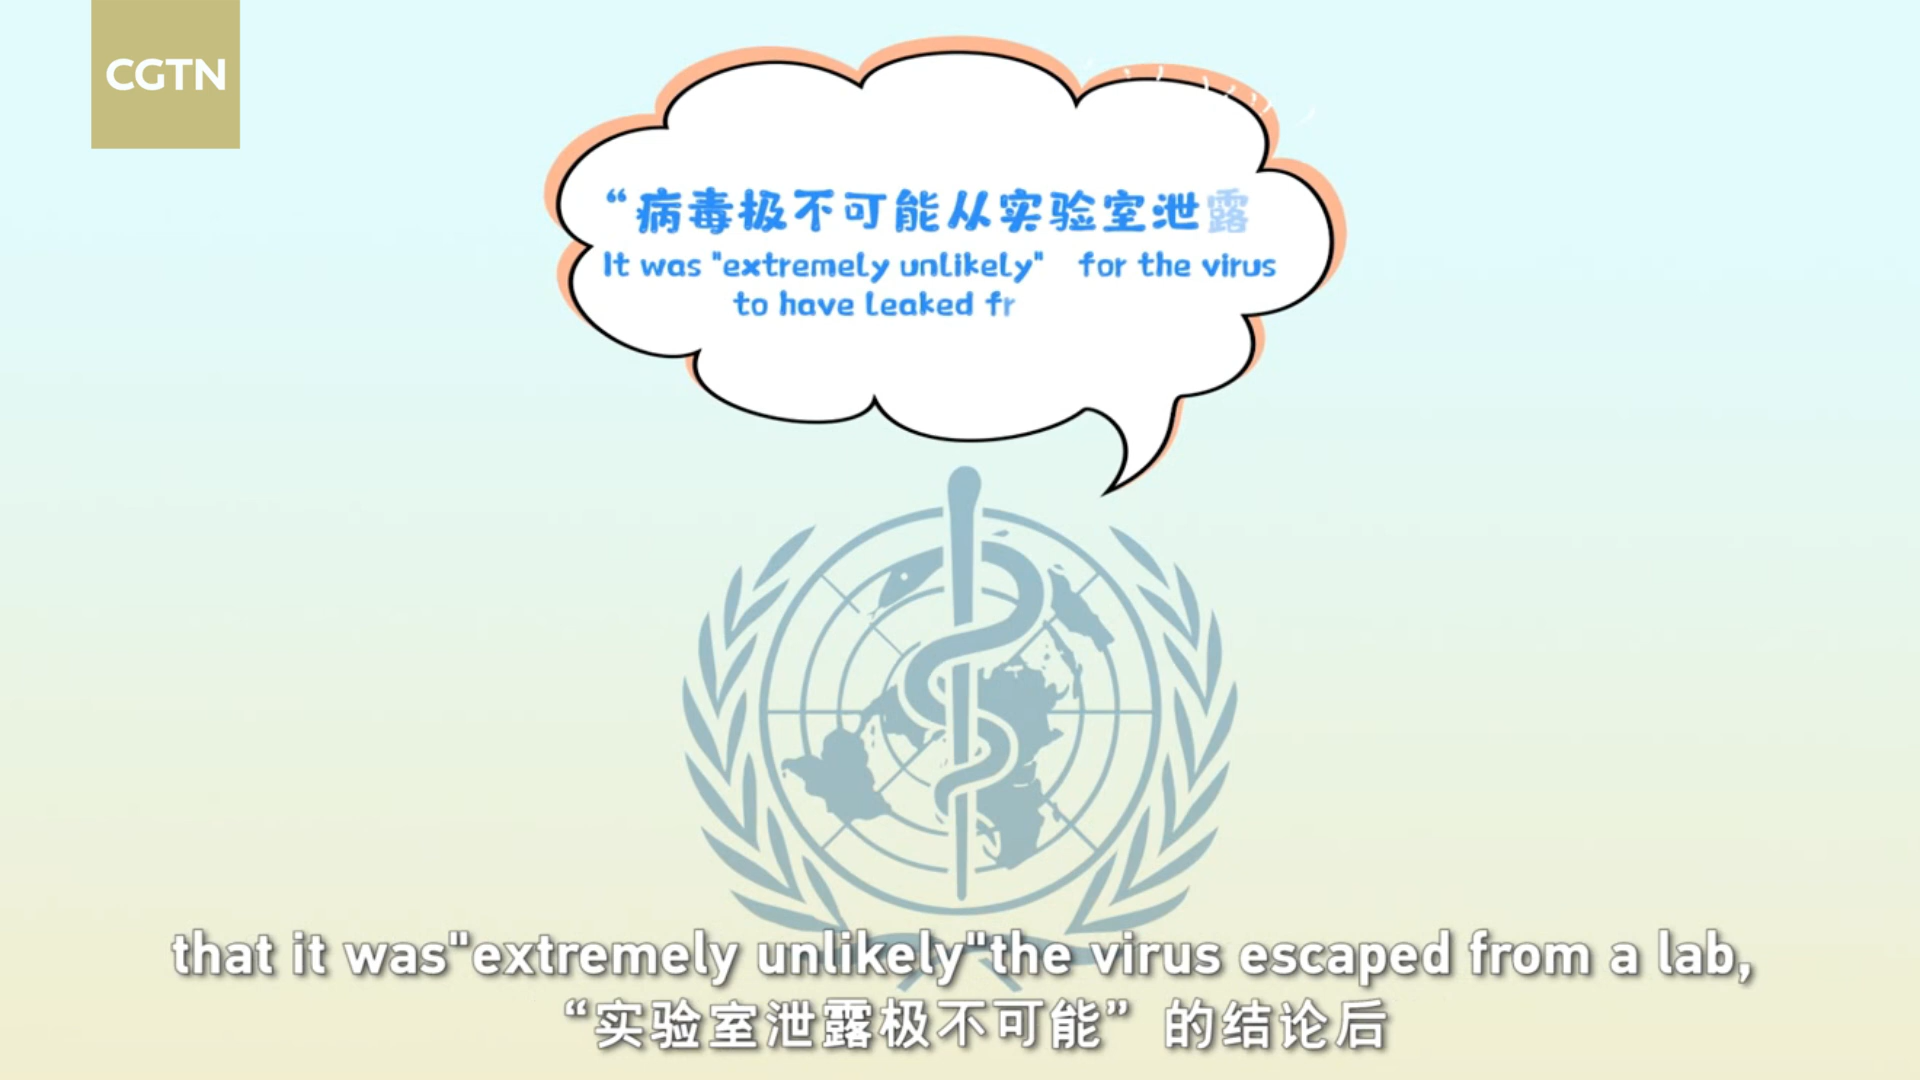 CGTN
“病毒极不可能从实验室泄露
It was "extremely unlikely" for the virus
to have leaked fr
that it was"extremely unlikely"the virus escaped from a lab,
“实验室泄露极不可能”的结论后